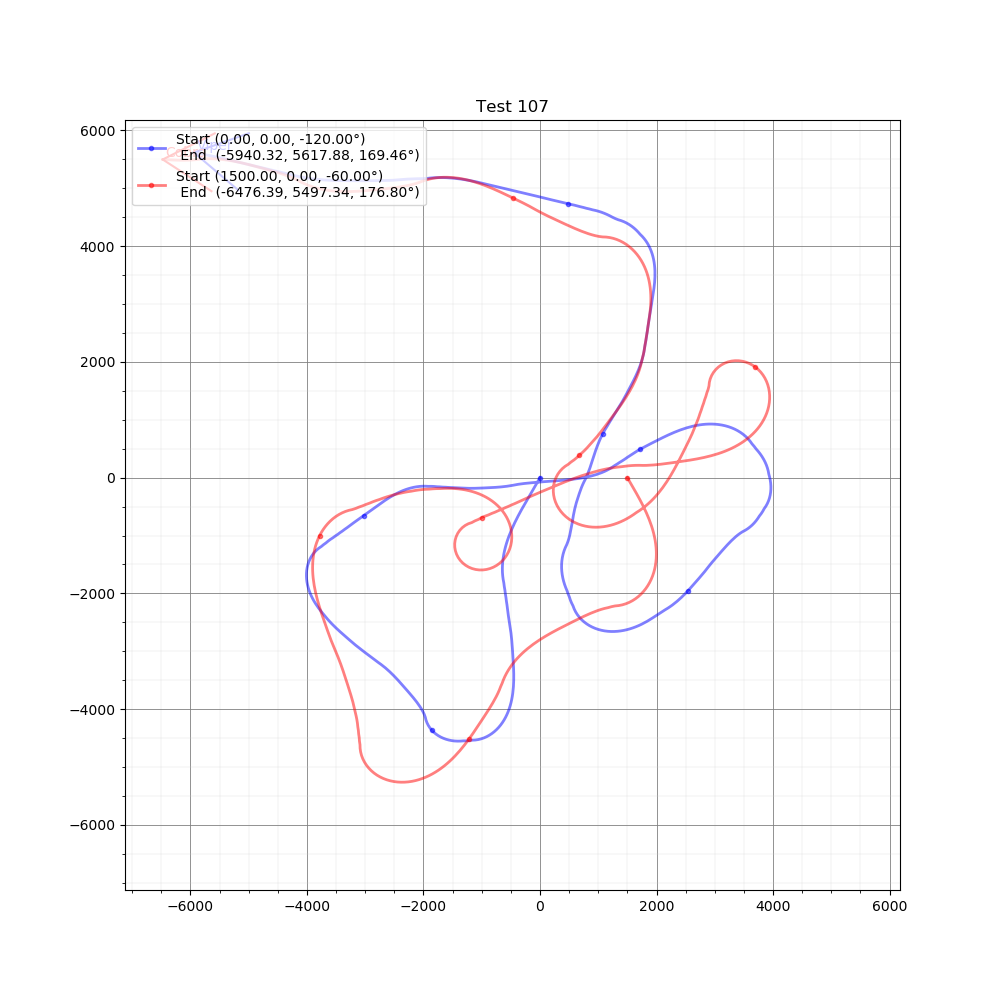 Test 107
Start (0.00, 0.00, -120.00°)
End (-5940.32, 5617.88, 169.46°)
Start (1500.00, 0.00, -60.00°)
End (-6476.39, 5497.34, 176.80°)
6000
4000
2000
0
−2000
−4000
−6000
−6000 −4000 −2000 0 2000 4000 6000